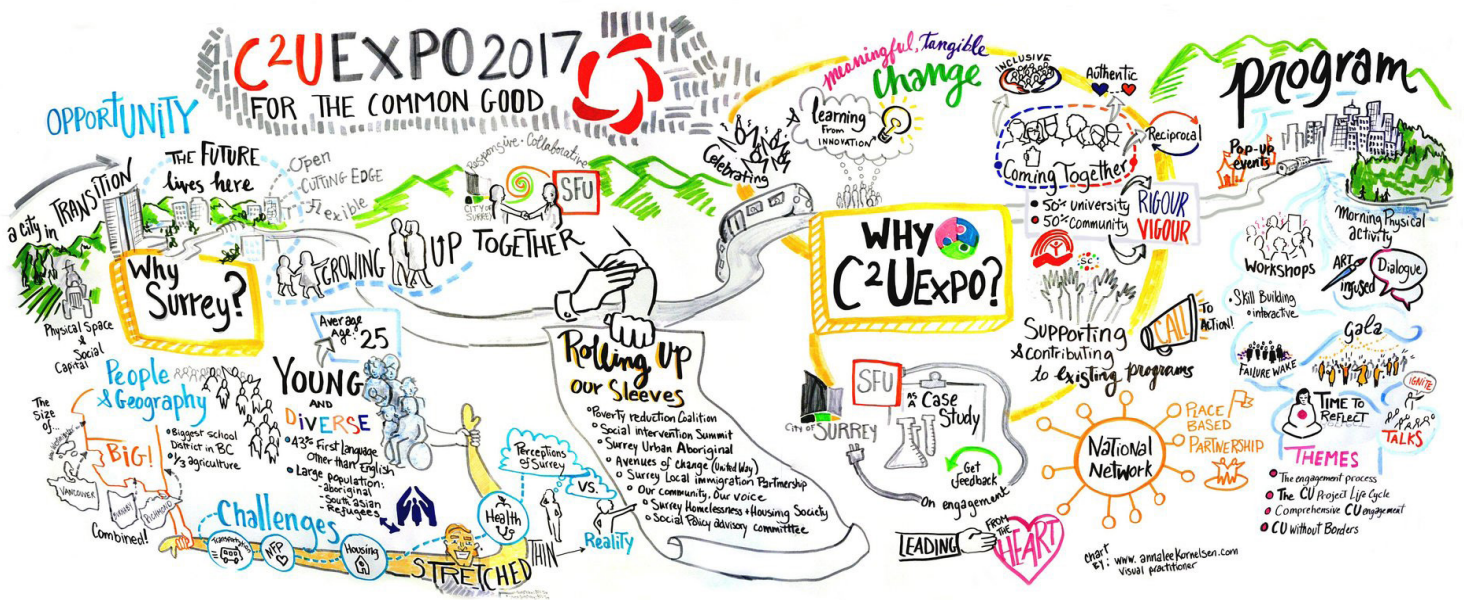 C2UEXPO 2017
FOR THE COMMON GOOD
OPPORTUNITY
a city in TRANSITION
THE FUTURE
lives here
Open
CUTTING EDGE
Flexible
Responsive · Collaborative
CITY OF
SURREY
SFU
GROWING UP TOGETHER
Why
Surrey?
Physical Space
&
Social
Capital
People
& Geography
The
Size
of...
Washington
BiG!
VANCOUVER
BURNABY
RICHMOND
Combined!
Biggest school
District in BC
1/3 agriculture
Average
age:
25
YOUNG
AND
DiVERSE
43% First language
Other than English
Large population:
- aboriginal
- South asian
- Refugees
Challenges
Transportation
NFP
Housing
STRETCHED
Health
THIN
Perceptions
of Surrey
VS.
Reality
Rolling Up
our Sleeves
Poverty reduction Coalition
Social intervention Summit
Surrey Urban Aboriginal
Avenues of change (United Way)
Surrey Local immigration Partnership
Our community, Our voice
Surrey Homelessness + Housing Society
Social Policy advisory committtee
meaningful, tangible
change
Celebrating
learning
From
INNOVATION
INCLUSIVE
Authentic
Reciprocal
Coming Together
50% university
50% community
RIGOUR
VIGOUR
WHY
C2UEXPO?
SC
Supporting
& contributing
to existing programs
CALL
To
ACTION!
CITY OF SURREY
SFU
as
Case
Study
Get
feedback
On engagement
LEADING
FROM
THE
HEART
National
Network
PLACE
BASED
PARTNERSHIP
program
Pop-up
events
Morning Physical
activity
WORKSHOPS
Skill Building
interactive
ART
infused
Dialogue
Gala
FAILURE WAKE
TIME TO
REFLECT
IGNITE
TALKS
THEMES
The engagement process
The CU Project Life Cycle
Comprehensive CU engagement
CU Without Borders
chart
BY: www.annaleekornelsen.com
visual practitioner